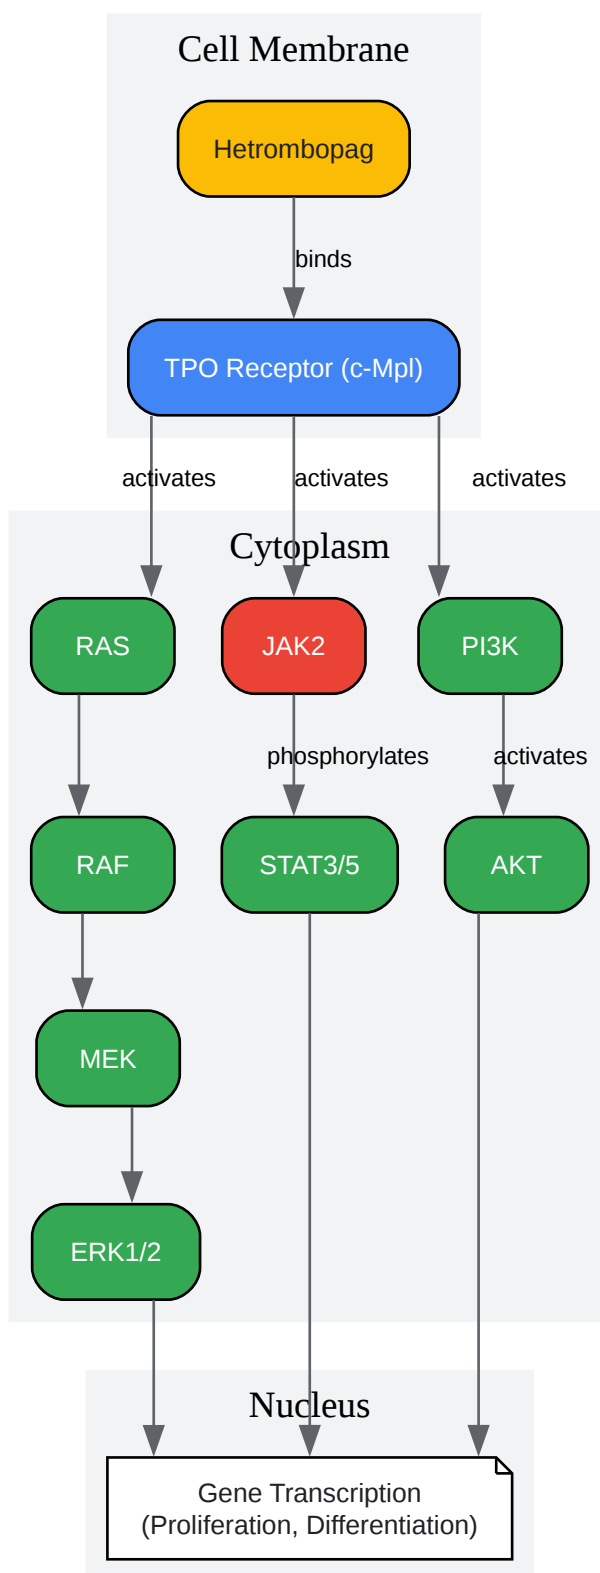 Cell Membrane
Hetrombopag
binds
TPO Receptor (c-Mpl)
activates
activates
activates
Cytoplasm
RAS
JAK2
PI3K
phosphorylates
activates
RAF
STAT3/5
AKT
MEK
ERK1/2
Nucleus
Gene Transcription
(Proliferation, Differentiation)